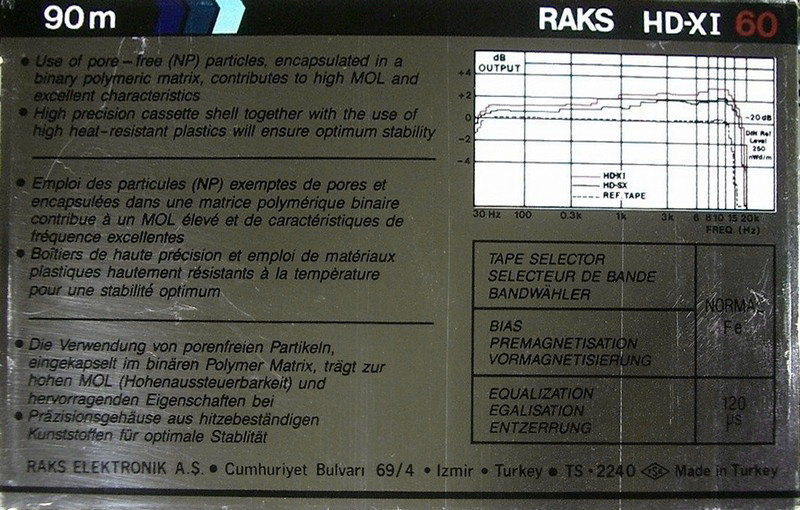 90m
RAKS HD-XI 60
● Use of pore-free (NP) particles, encapsulated in a
binary polymeric matrix, contributes to high MOL and
excellent characteristics
● High precision cassette shell together with the use of
high heat-resistant plastics will ensure optimum stability
● Emploi des particules (NP) exemptes de pores et
encapsulées dans une matrice polymérique binaire
contribue à un MOL élevé et de caractéristiques de
fréquence excellentes
● Boîtiers de haute précision et emploi de matériaux
plastiques hautement résistants à la tempèrature
pour une stabilité optimum
● Die Verwendung von porenfreien Partikeln,
eingekapselt im binären Polymer Matrix, trägt zur
hohen MOL (Hohenaussteuerbarkeit) und
hervorragenden Eigenschaften bei
● Präzisionsgehäuse aus hitzebeständigen
Kunststoffen für optimale Stablität
dB
OUTPUT
+4
+2
0
-2
-4
-20dB
DIN Ref
Level
250
nWd/m
HD-XI
HD-SX
REF. TAPE
30 Hz 100 0.3k 1k 3k 6 8 10 15 20k
FREQ. (Hz)
TAPE SELECTOR
SELECTEUR DE BANDE
BANDWÄHLER
BIAS
PREMAGNETISATION
VORMAGNETISIERUNG
NORMAL
Fe
EQUALIZATION
EGALISATION
ENTZERRUNG
120
µs
RAKS ELEKTRONIK A.Ş. ● Cumhuriyet Bulvarı 69/4 • Izmir • Turkey ● TS • 2240 TSE Made in Turkey